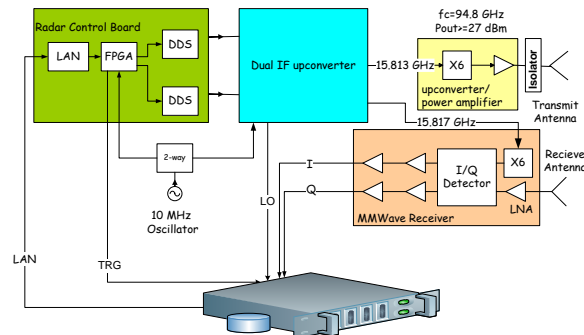 Radar Control Board
LAN
FPGA
DDS
DDS
Dual IF upconverter
fc=94.8 GHz
Pout>=27 dBm
15,813 GHz
X6
upconverter/
power amplifier
Isolator
Transmit
Antenna
15,817 GHz
2-way
10 MHz
Oscillator
I
Q
I/Q
Detector
X6
LNA
MMWave Receiver
Recieve
Antenna
LO
LAN
TRG